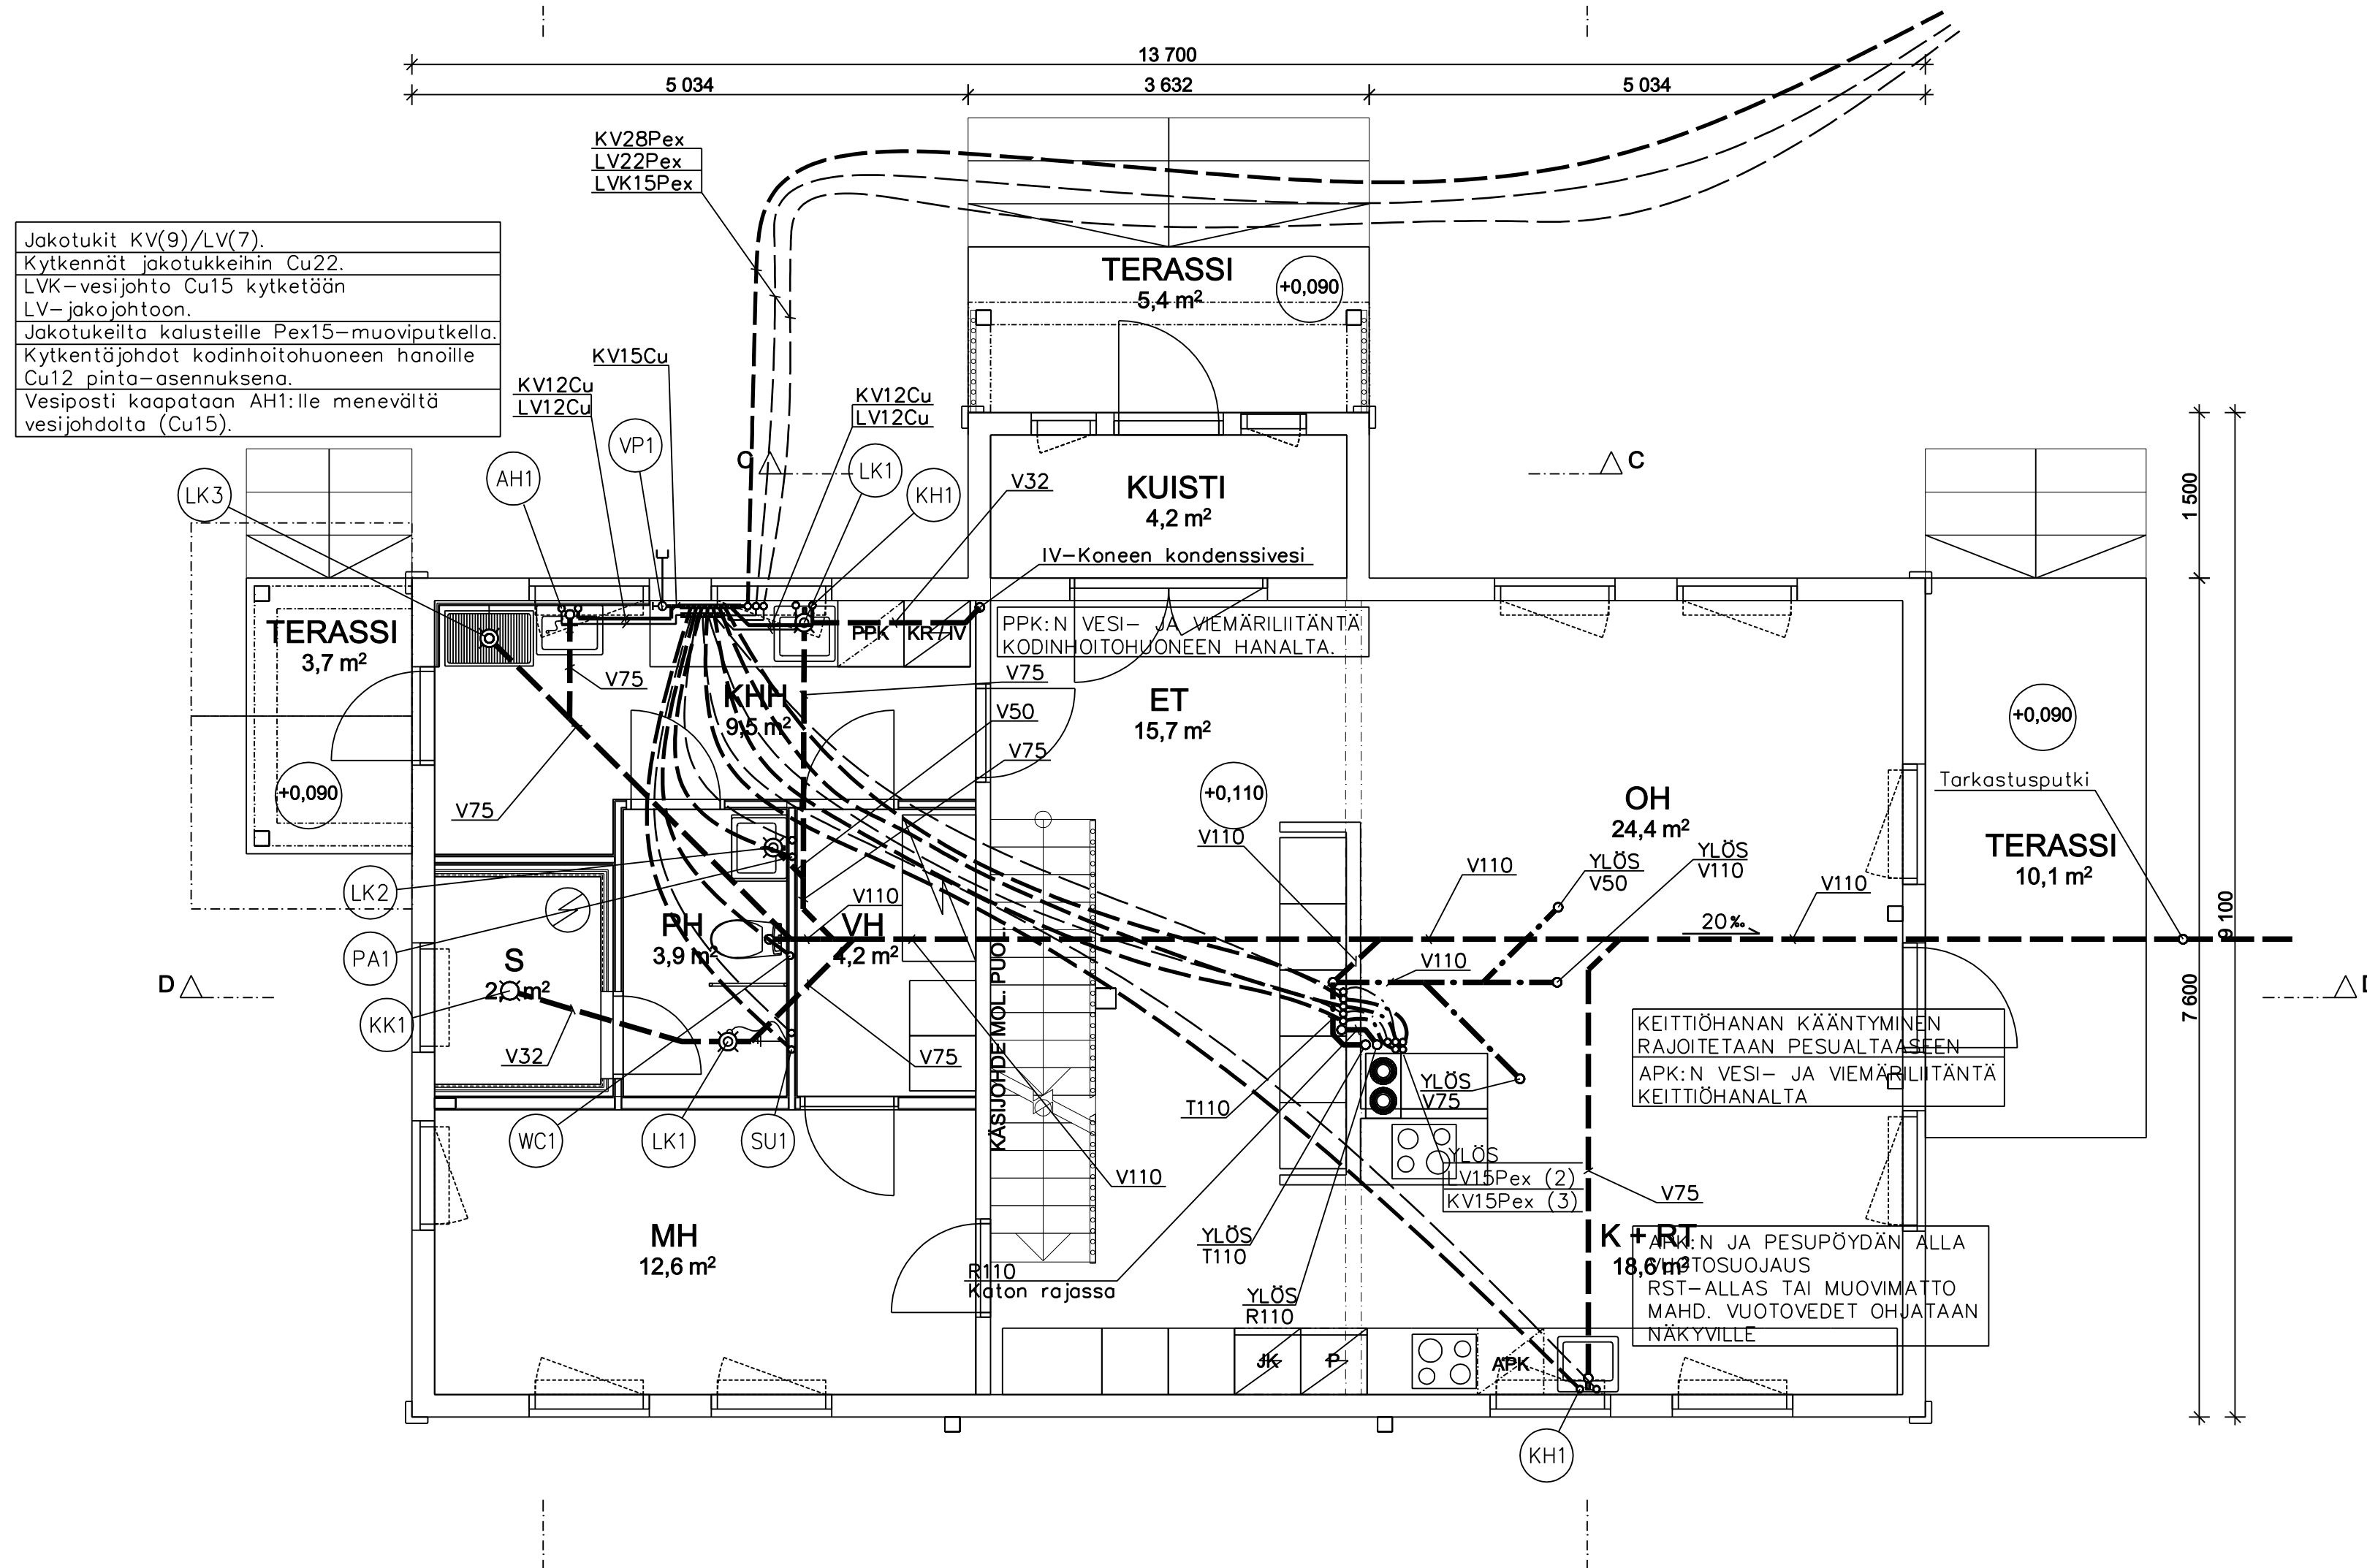 13 700
5 034
3 632
5 034
KV28Pex
LV22Pex
LVK15Pex
Jakotukit KV(9)/LV(7).
Kytkennät jakotukkeihin Cu22.
LVK-vesijohto Cu15 kytketään
LV-jakojohtoon.
Jakotukeilta kalusteille Pex15-muoviputkella.
Kytkentäjohdot kodinhoitohuoneen hanoille
Cu12 pinta-asennuksena.
Vesiposti kaapataan AH1:lle menevältä
vesijohdolta (Cu15).
TERASSI
5,4 m²
+0,090
KV15Cu
KV12Cu
LV12Cu
KV12Cu
LV12Cu
VP1
C
LK1
C
AH1
LK3
KH1
V32
KUISTI
4,2 m²
1 500
IV-Koneen kondenssivesi
TERASSI
3,7 m²
PPK
KR / IV
PPK:N VESI- JA VIEMÄRILIITÄNTÄ
KODINHOITOHUONEEN HANALTA.
V75
KHH
9,5 m²
V75
V50
V75
ET
15,7 m²
+0,090
+0,090
+0,110
Tarkastusputki
V75
OH
24,4 m²
V110
YLÖS
V50
YLÖS
V110
V110
V110
TERASSI
10,1 m²
LK2
V110
20‰
9 100
PH
3,9 m²
VH
4,2 m²
PA1
S
V110
D
D
KK1
V32
V75
7 600
KÄSIJOHDE MOL. PUOL.
KEITTIÖHANAN KÄÄNTYMINEN
RAJOITETAAN PESUALTAASEEN
APK:N VESI- JA VIEMÄRILIITÄNTÄ
KEITTIÖHANALTA
YLÖS
V75
T110
WC1
LK1
SU1
V110
YLÖS
LV15Pex (2)
KV15Pex (3)
V75
MH
12,6 m²
YLÖS
T110
R110
Katon rajassa
YLÖS
R110
K + RT
18,6 m²
APK:N JA PESUPÖYDÄN ALLA
VUOTOSUOJAUS
RST-ALLAS TAI MUOVIMATTO
MAHD. VUOTOVEDET OHJATAAN
NÄKYVILLE
JK
P
APK
KH1